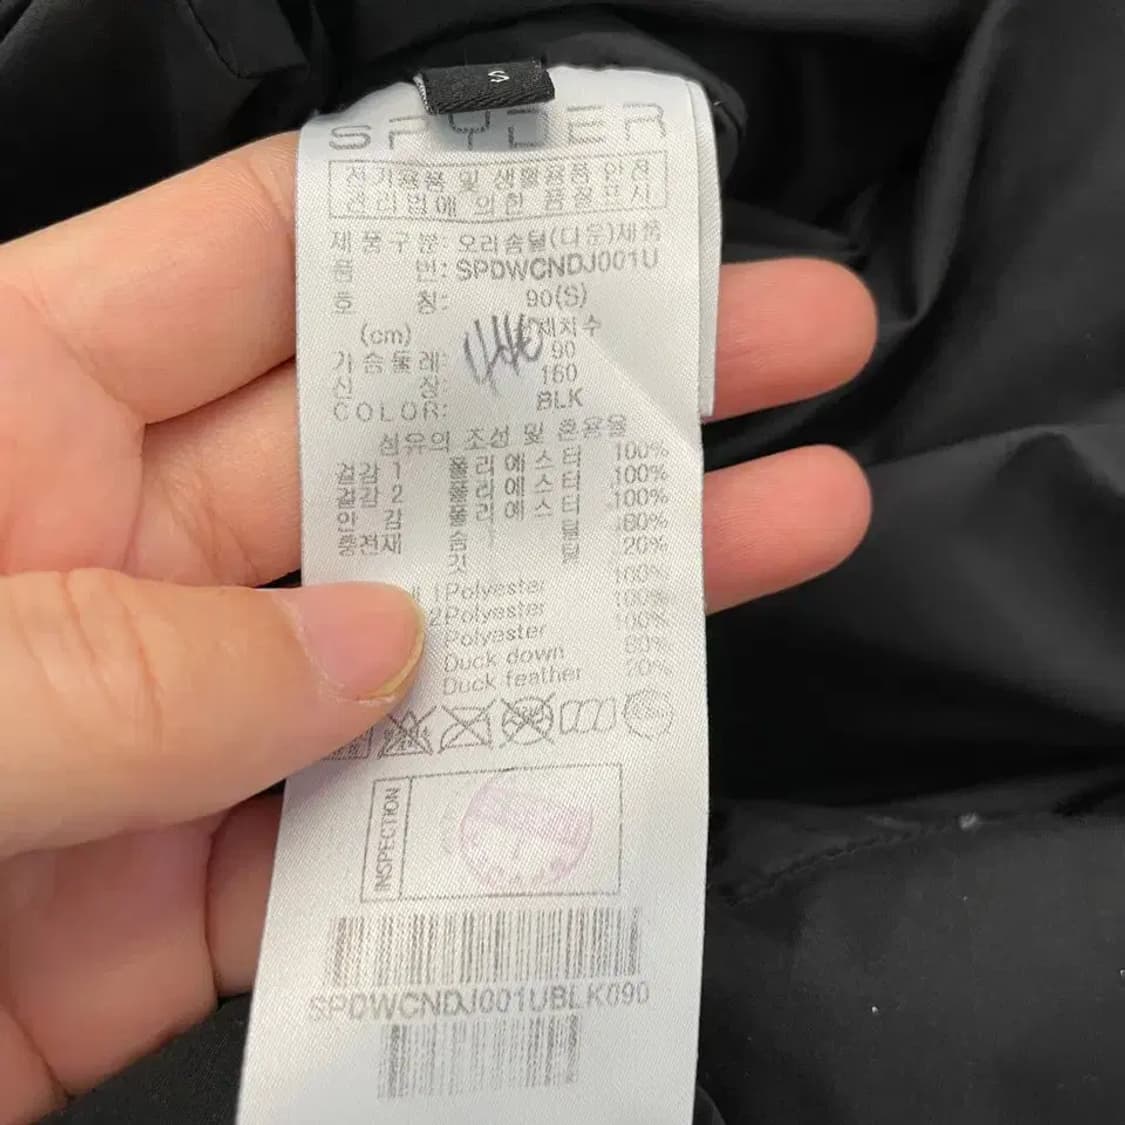 S
SPYDER
전기용품 및 생활용품 안전
관리법에 의한 품질표시
제품구분: 오리솜털(다운)제품
품 번: SPDWCNDJ001U
호 칭: 90(S)
(cm) 체치수
가슴둘레: 90
신 장: 160
COLOR: BLK
섬유의 조성 및 혼용율
겉감 1 폴리에스터 100%
겉감 2 폴리에스터 100%
안 감 폴리에스터 100%
충전재 솜 털 80%
깃 털 20%
1 Polyester 100%
2 Polyester 100%
Polyester 100%
Duck down 80%
Duck feather 20%
INSPECTION
SPDWCNDJ001UBLK090